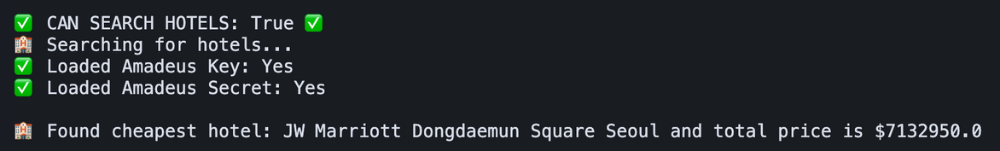 ✅ CAN SEARCH HOTELS: True ✅
🏨 Searching for hotels...
✅ Loaded Amadeus Key: Yes
✅ Loaded Amadeus Secret: Yes
🏨 Found cheapest hotel: JW Marriott Dongdaemun Square Seoul and total price is $7132950.0